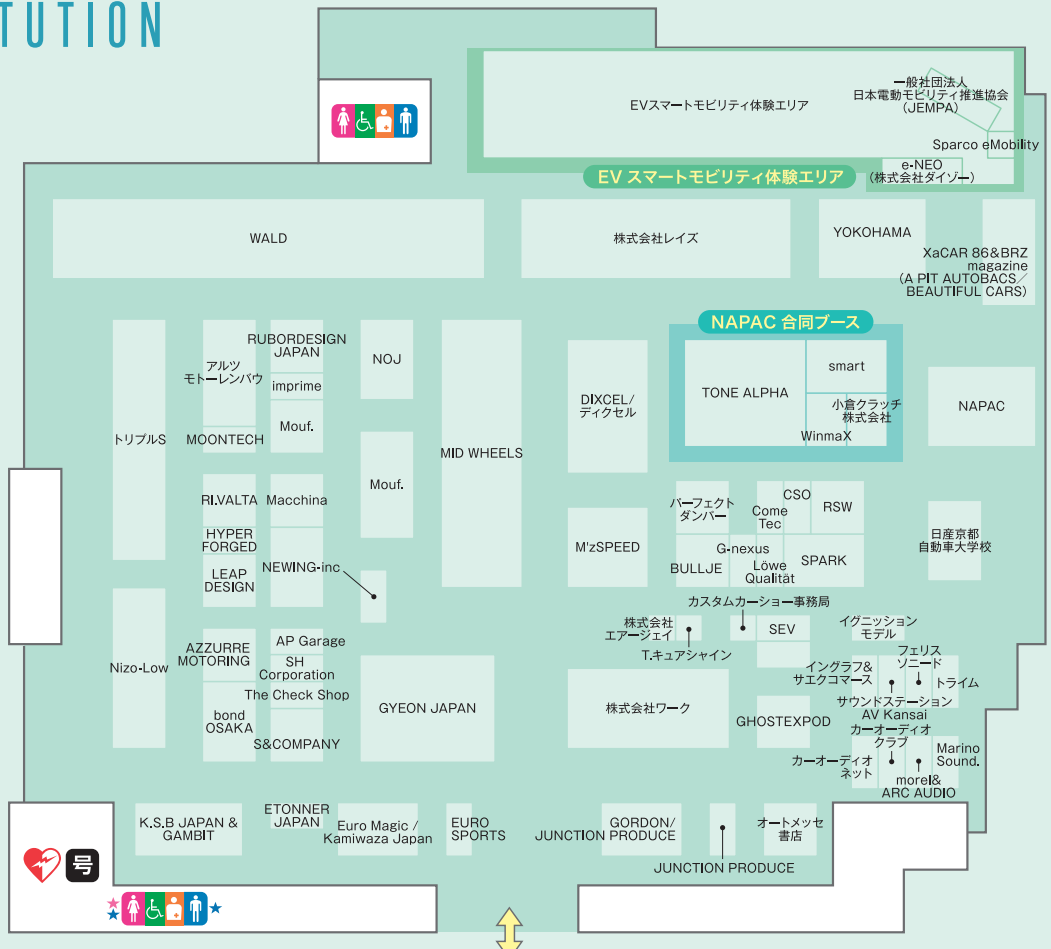 TUTION
EVスマートモビリティ体験エリア
一般社団法人
日本電動モビリティ推進協会
(JEMPA)
Sparco eMobility
e-NEO
(株式会社ダイゾー)
EV スマートモビリティ体験エリア
WALD
株式会社レイズ
YOKOHAMA
XaCAR 86&BRZ
magazine
(A PIT AUTOBACS/
BEAUTIFUL CARS)
NAPAC 合同ブース
TONE ALPHA
smart
小倉クラッチ
株式会社
WinmaX
NAPAC
トリプルS
アルツ
モトーレンバウ
MOONTECH
RUBORDESIGN
JAPAN
imprime
Mouf.
NOJ
Mouf.
MID WHEELS
DIXCEL/
ディクセル
RI.VALTA
Macchina
HYPER
FORGED
LEAP
DESIGN
NEWING-inc
M'zSPEED
パーフェクト
ダンパー
Come
Tec
CSO
RSW
BULLJE
G-nexus
Löwe
Qualität
SPARK
日産京都
自動車大学校
Nizo-Low
AZZURRE
MOTORING
bond
OSAKA
AP Garage
SH
Corporation
The Check Shop
S&COMPANY
GYEON JAPAN
株式会社
エアージェイ
T.キュアシャイン
カスタムカーショー事務局
SEV
イグニッション
モデル
株式会社ワーク
GHOSTEXPOD
イングラフ&
サエクコマース
フェリス
ソニード
トライム
サウンドステーション
AV Kansai
カーオーディオ
クラブ
カーオーディオ
ネット
morel&
ARC AUDIO
Marino
Sound.
K.S.B JAPAN &
GAMBIT
ETONNER
JAPAN
Euro Magic /
Kamiwaza Japan
EURO
SPORTS
GORDON/
JUNCTION PRODUCE
JUNCTION PRODUCE
オートメッセ
書店
号